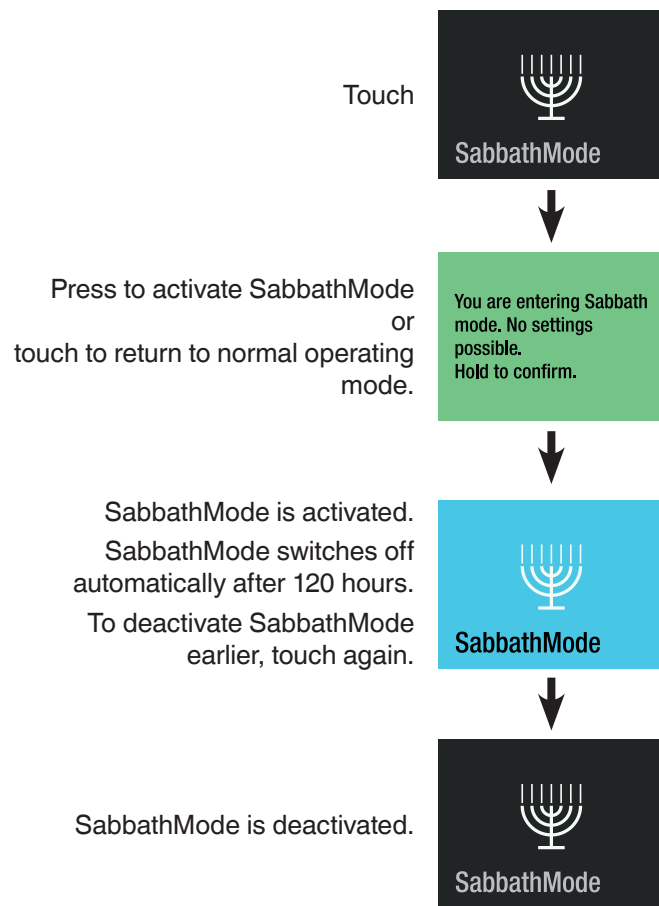 Touch
SabbathMode
Press to activate SabbathMode
or
touch to return to normal operating
mode.
You are entering Sabbath
mode. No settings
possible.
Hold to confirm.
SabbathMode is activated.
SabbathMode switches off
automatically after 120 hours.
To deactivate SabbathMode
earlier, touch again.
SabbathMode
SabbathMode is deactivated.
SabbathMode